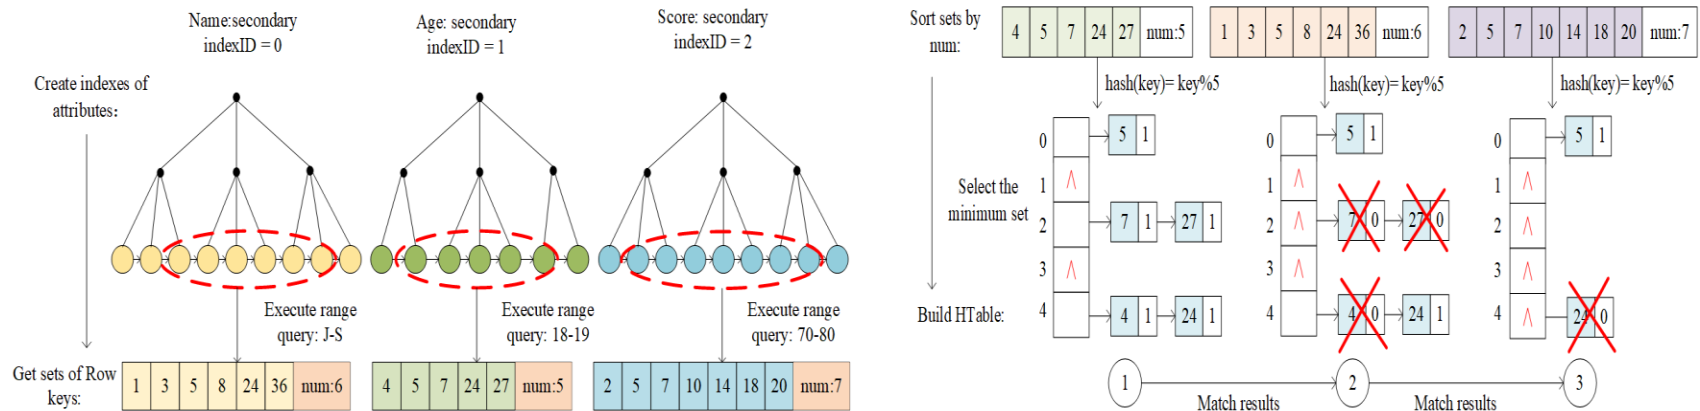 Name:secondary
indexID = 0
Age: secondary
indexID = 1
Score: secondary
indexID = 2
Create indexes of
attributes:
Execute range
query: J-S
Execute range
query: 18-19
Execute range
query: 70-80
Get sets of Row
keys:
1 3 5 8 24 36 num:6
4 5 7 24 27 num:5
2 5 7 10 14 18 20 num:7
Sort sets by
num:
4 5 7 24 27 num:5
1 3 5 8 24 36 num:6
2 5 7 10 14 18 20 num:7
hash(key)= key%5
hash(key)= key%5
hash(key)= key%5
Select the
minimum set
Build HTable:
0 5 1
1 ∧
2 7 1 27 1
3 ∧
4 4 1 24 1
0 5 1
1 ∧
2 ∧ 7 0 27 0
3 ∧
4 4 0 24 1
0 5 1
1 ∧
2 ∧
3 ∧
4 ∧ 24 0
1
Match results
2
Match results
3